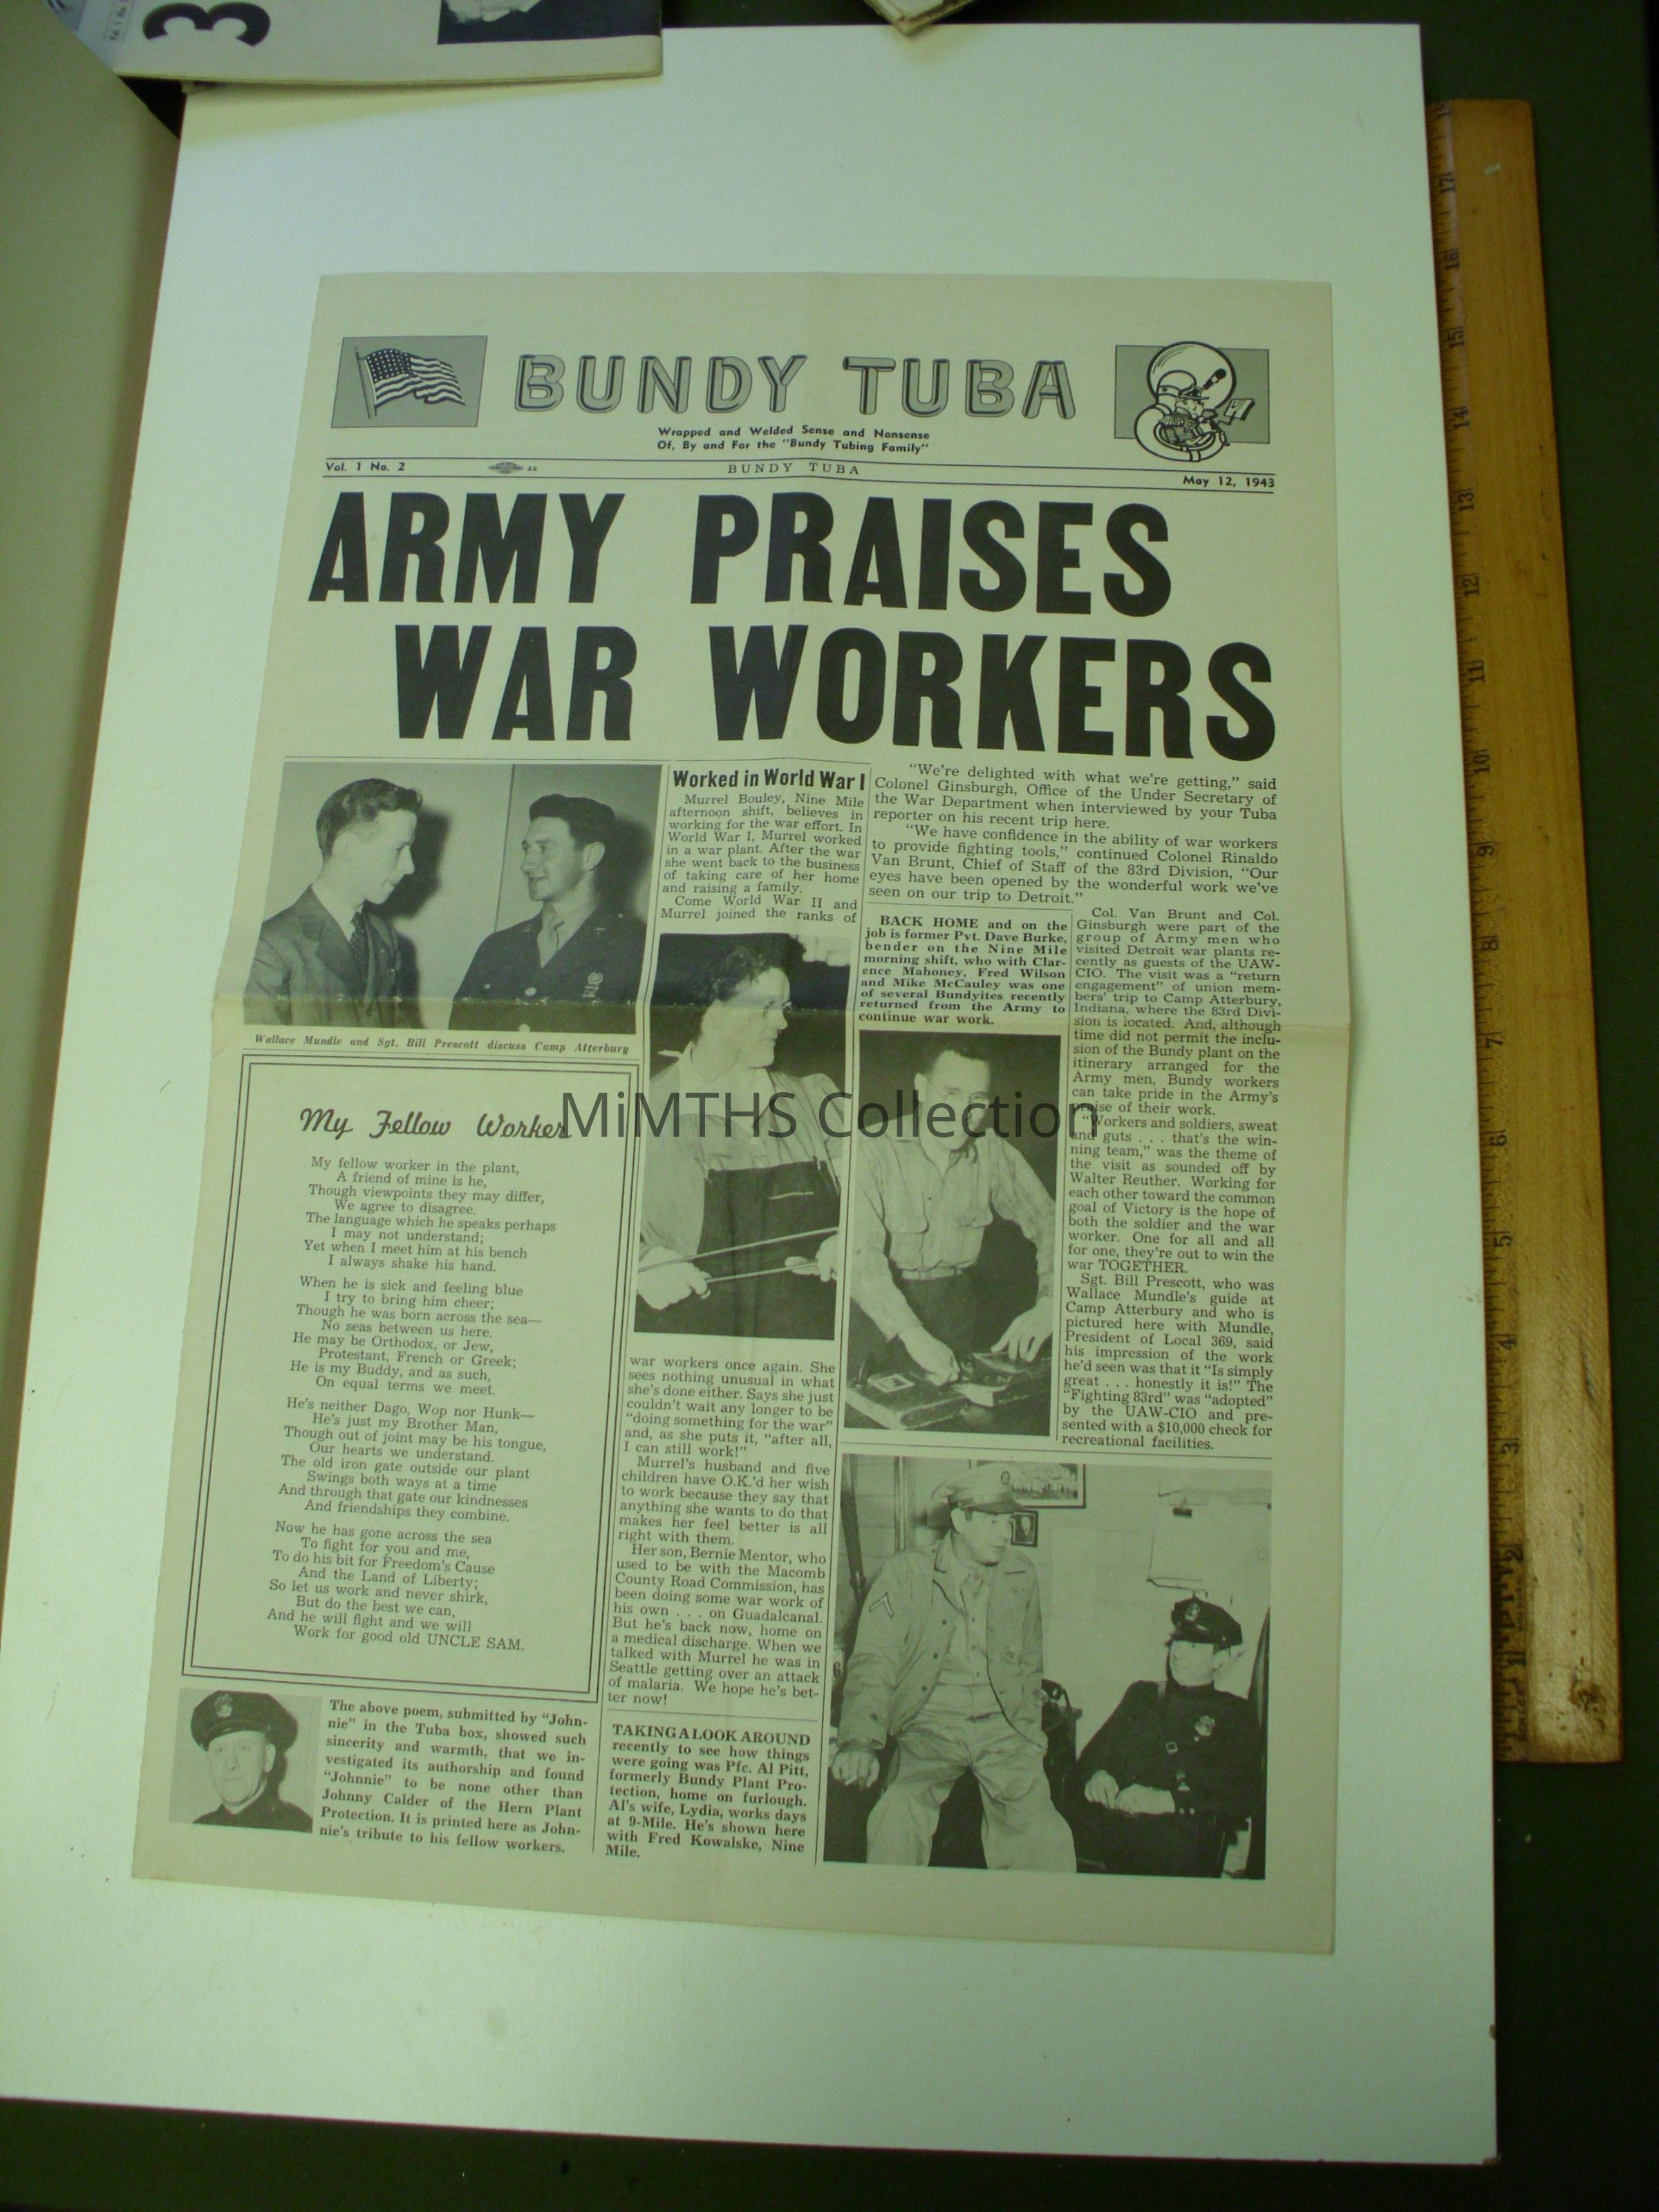 3
BUNDY TUBA
Wrapped and Welded Sense and Nonsense
Of, By and For the "Bundy Tubing Family"
Vol. 1 No. 2
BUNDY TUBA
May 12, 1943
ARMY PRAISES
WAR WORKERS
Wallace Mundle and Sgt. Bill Prescott discuss Camp Atterbury
My Fellow Worker
My fellow worker in the plant,
A friend of mine is he,
Though viewpoints they may differ,
We agree to disagree.
The language which he speaks perhaps
I may not understand;
Yet when I meet him at his bench
I always shake his hand.
When he is sick and feeling blue
I try to bring him cheer;
Though he was born across the sea—
No seas between us here.
He may be Orthodox, or Jew,
Protestant, French or Greek;
He is my Buddy, and as such,
On equal terms we meet.
He's neither Dago, Wop nor Hunk—
He's just my Brother Man,
Though out of joint may be his tongue,
Our hearts we understand.
The old iron gate outside our plant
Swings both ways at a time
And through that gate our kindnesses
And friendships they combine.
Now he has gone across the sea
To fight for you and me,
To do his bit for Freedom's Cause
And the Land of Liberty;
So let us work and never shirk,
But do the best we can,
And he will fight and we will
Work for good old UNCLE SAM.
The above poem, submitted by "John-
nie" in the Tuba box, showed such
sincerity and warmth, that we in-
vestigated its authorship and found
"Johnnie" to be none other than
Johnny Calder of the Hern Plant
Protection. It is printed here as John-
nie's tribute to his fellow workers.
Worked in World War I
Murrel Bouley, Nine Mile
afternoon shift, believes in
working for the war effort. In
World War I, Murrel worked
in a war plant. After the war
she went back to the business
of taking care of her home
and raising a family.
Come World War II and
Murrel joined the ranks of
war workers once again. She
sees nothing unusual in what
she's done either. Says she just
couldn't wait any longer to be
"doing something for the war"
and, as she puts it, "after all,
I can still work!"
Murrel's husband and five
children have O.K.'d her wish
to work because they say that
anything she wants to do that
makes her feel better is all
right with them.
Her son, Bernie Mentor, who
used to be with the Macomb
County Road Commission, has
been doing some war work of
his own . . . on Guadalcanal.
But he's back now, home on
a medical discharge. When we
talked with Murrel he was in
Seattle getting over an attack
of malaria. We hope he's bet-
ter now!
TAKING A LOOK AROUND
recently to see how things
were going was Pfc. Al Pitt,
formerly Bundy Plant Pro-
tection, home on furlough.
Al's wife, Lydia, works days
at 9-Mile. He's shown here
with Fred Kowalske, Nine
Mile.
"We're delighted with what we're getting," said
Colonel Ginsburgh, Office of the Under Secretary of
the War Department when interviewed by your Tuba
reporter on his recent trip here.
"We have confidence in the ability of war workers
to provide fighting tools," continued Colonel Rinaldo
Van Brunt, Chief of Staff of the 83rd Division, "Our
eyes have been opened by the wonderful work we've
seen on our trip to Detroit."
BACK HOME and on the
job is former Pvt. Dave Burke,
bender on the Nine Mile
morning shift, who with Clar-
ence Mahoney, Fred Wilson
and Mike McCauley was one
of several Bundyites recently
returned from the Army to
continue war work.
Col. Van Brunt and Col.
Ginsburgh were part of the
group of Army men who
visited Detroit war plants re-
cently as guests of the UAW-
CIO. The visit was a "return
engagement" of union mem-
bers' trip to Camp Atterbury,
Indiana, where the 83rd Divi-
sion is located. And, although
time did not permit the inclu-
sion of the Bundy plant on the
itinerary arranged for the
Army men, Bundy workers
can take pride in the Army's
praise of their work.
"Workers and soldiers, sweat
and guts . . . that's the win-
ning team," was the theme of
the visit as sounded off by
Walter Reuther. Working for
each other toward the common
goal of Victory is the hope of
both the soldier and the war
worker. One for all and all
for one, they're out to win the
war TOGETHER.
Sgt. Bill Prescott, who was
Wallace Mundle's guide at
Camp Atterbury and who is
pictured here with Mundle,
President of Local 369, said
his impression of the work
he'd seen was that it "Is simply
great . . . honestly it is!" The
"Fighting 83rd" was "adopted"
by the UAW-CIO and pre-
sented with a $10,000 check for
recreational facilities.
MiMTHS Collection
17
16
15
14
13
12
11
10
9
8
7
6
5
4
3
2
1